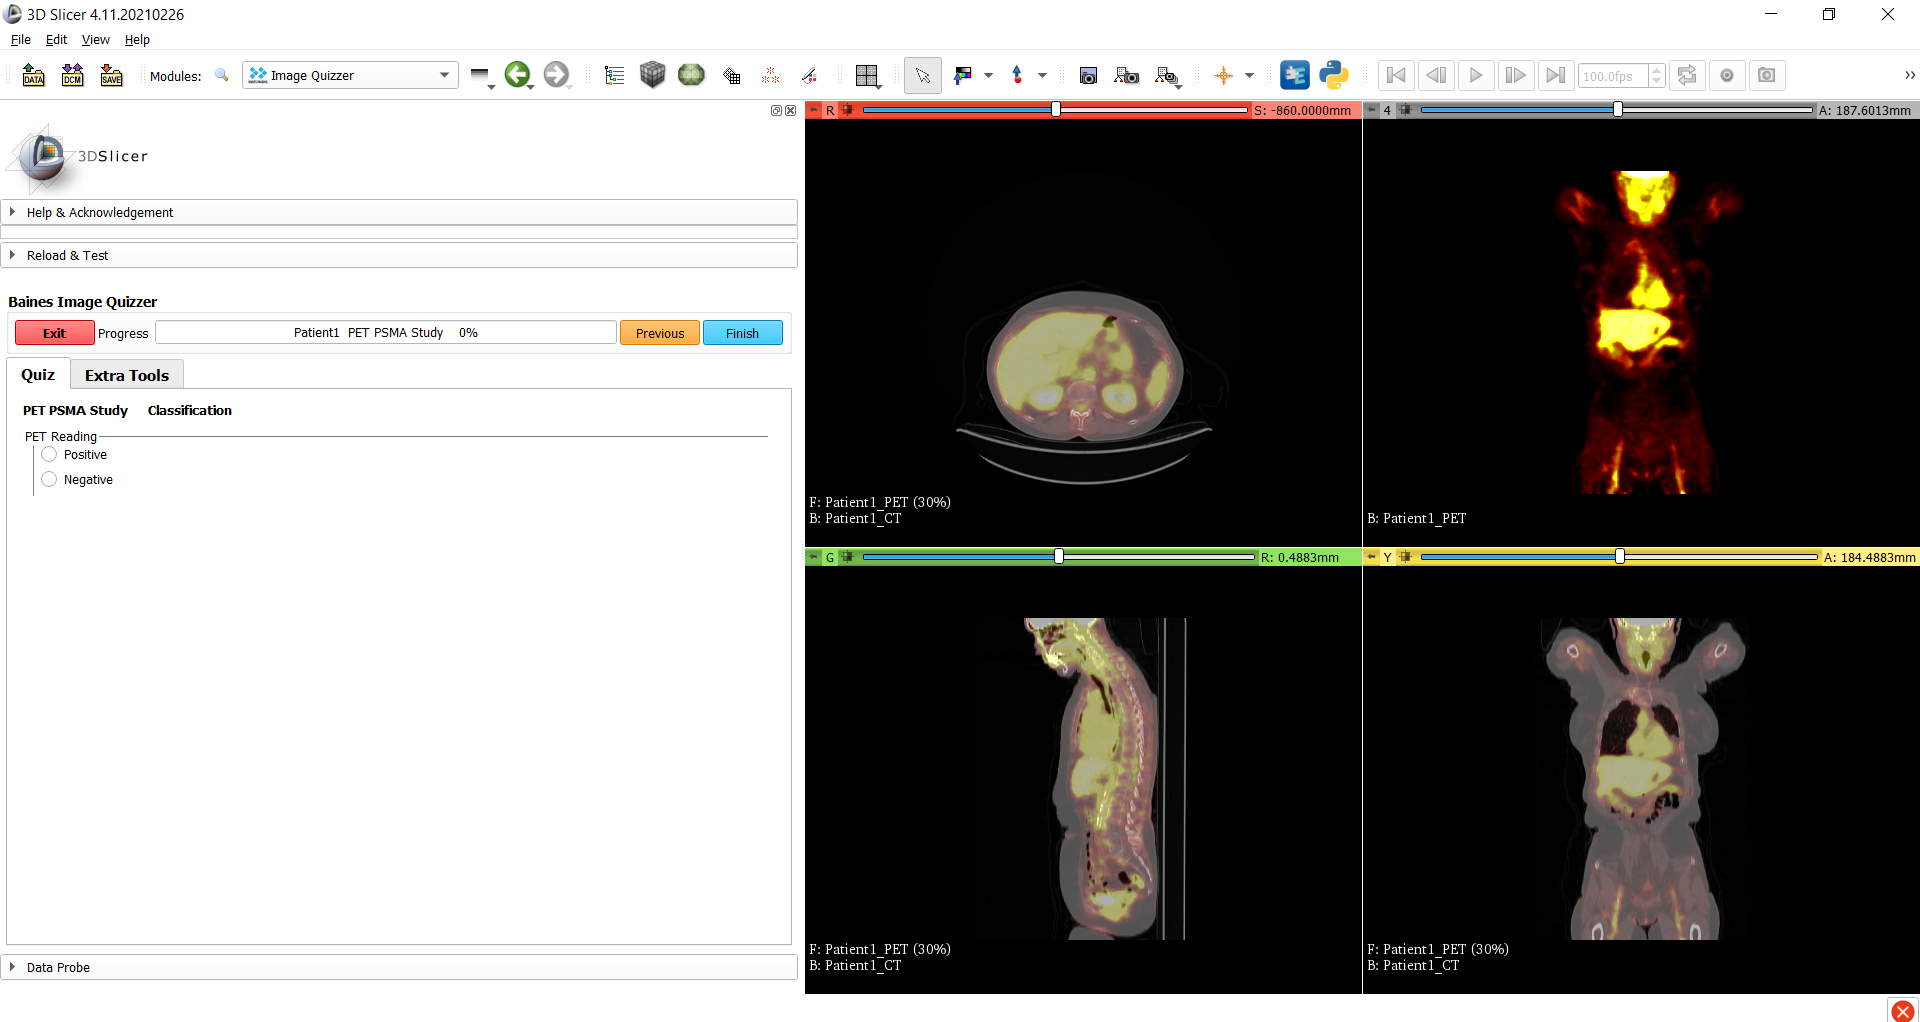 3D Slicer 4.11.20210226
File Edit View Help
DATA DCM SAVE Modules: Image Quizzer 100.0fps
3DSlicer
Help & Acknowledgement
Reload & Test
Baines Image Quizzer
Exit Progress Patient1 PET PSMA Study 0% Previous Finish
Quiz Extra Tools
PET PSMA Study Classification
PET Reading
Positive
Negative
Data Probe
R S: -860.0000mm
F: Patient1_PET (30%)
B: Patient1_CT
4 A: 187.6013mm
B: Patient1_PET
G R: 0.4883mm
F: Patient1_PET (30%)
B: Patient1_CT
Y A: 184.4883mm
F: Patient1_PET (30%)
B: Patient1_CT